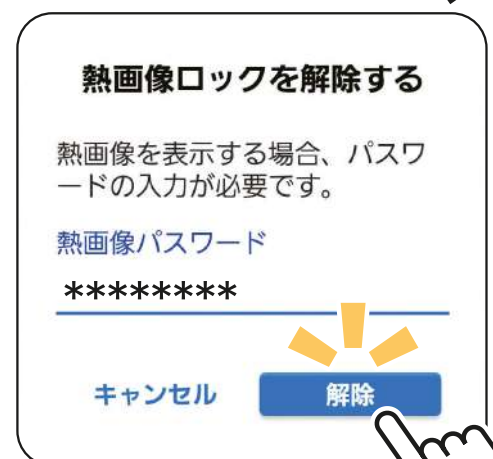 熱画像ロックを解除する
熱画像を表示する場合、パスワ
ードの入力が必要です。
熱画像パスワード
********
キャンセル
解除